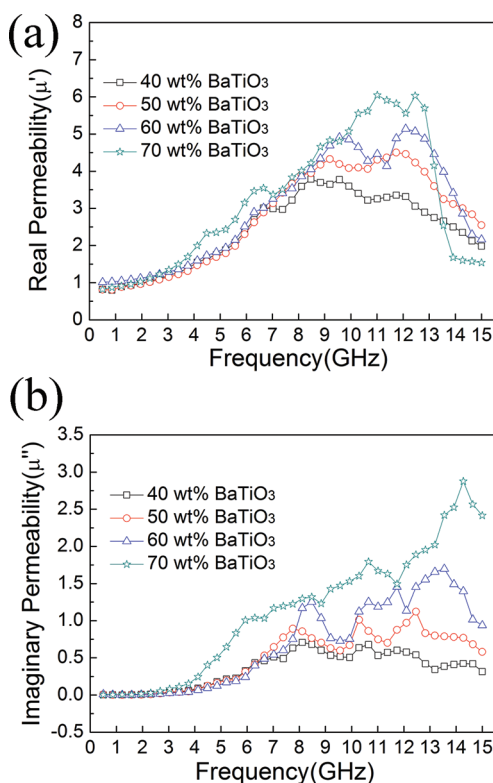 (a)
8
7
6
5
4
3
2
1
0
Real Permeability(μ')
40 wt% BaTiO3
50 wt% BaTiO3
60 wt% BaTiO3
70 wt% BaTiO3
0 1 2 3 4 5 6 7 8 9 10 11 12 13 14 15
Frequency(GHz)
(b)
3.5
3.0
2.5
2.0
1.5
1.0
0.5
0.0
-0.5
Imaginary Permeability(μ")
40 wt% BaTiO3
50 wt% BaTiO3
60 wt% BaTiO3
70 wt% BaTiO3
0 1 2 3 4 5 6 7 8 9 10 11 12 13 14 15
Frequency(GHz)